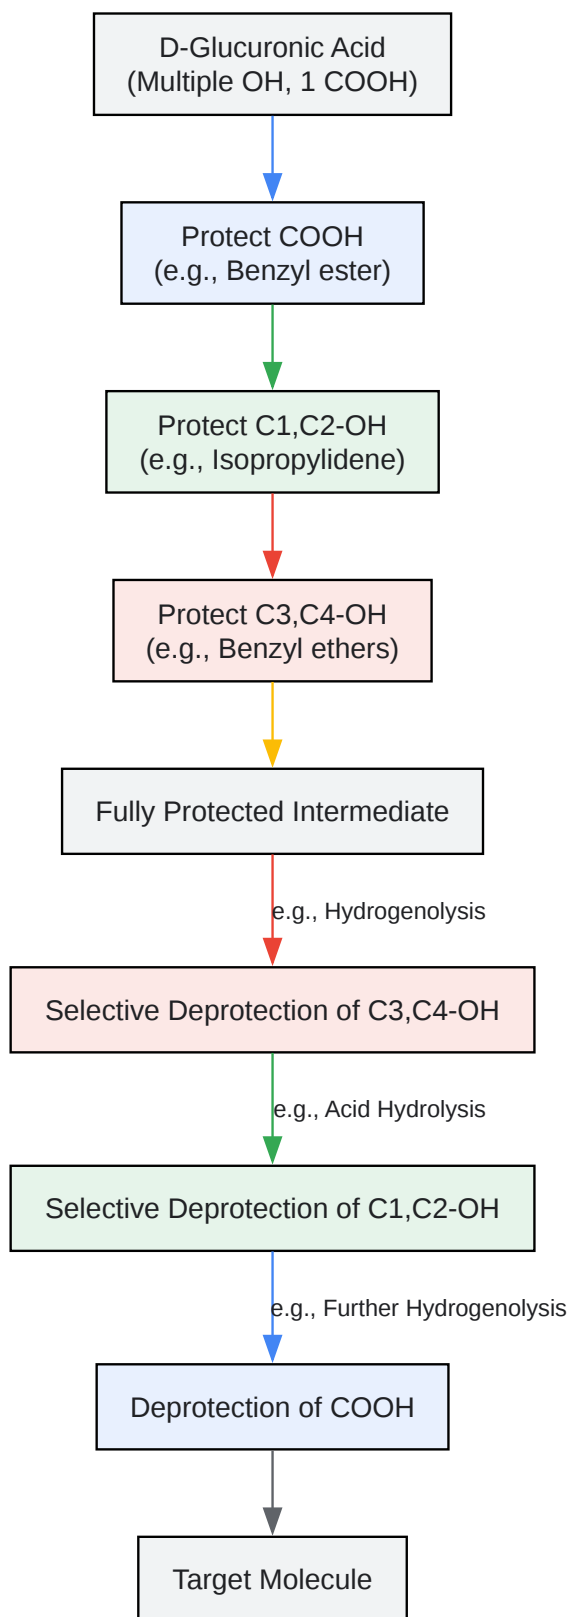 D-Glucuronic Acid
(Multiple OH, 1 COOH)
Protect COOH
(e.g., Benzyl ester)
Protect C1,C2-OH
(e.g., Isopropylidene)
Protect C3,C4-OH
(e.g., Benzyl ethers)
Fully Protected Intermediate
e.g., Hydrogenolysis
Selective Deprotection of C3,C4-OH
e.g., Acid Hydrolysis
Selective Deprotection of C1,C2-OH
e.g., Further Hydrogenolysis
Deprotection of COOH
Target Molecule